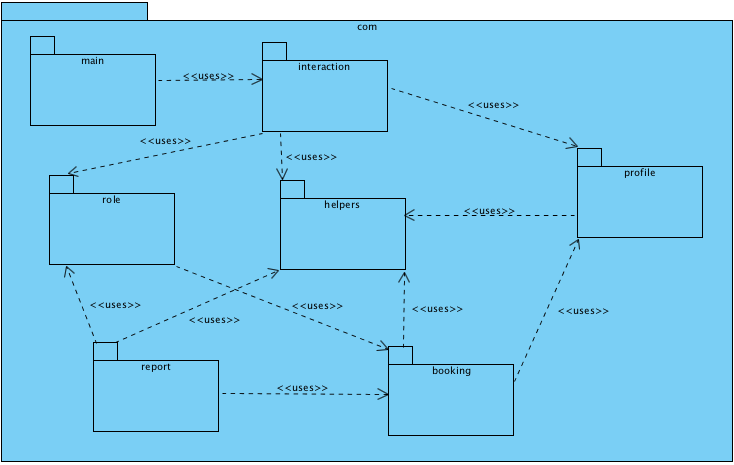 com
main
interaction
<<uses>>
<<uses>>
<<uses>>
<<uses>>
profile
role
helpers
<<uses>>
<<uses>>
<<uses>>
<<uses>>
<<uses>>
<<uses>>
<<uses>>
report
booking
<<uses>>